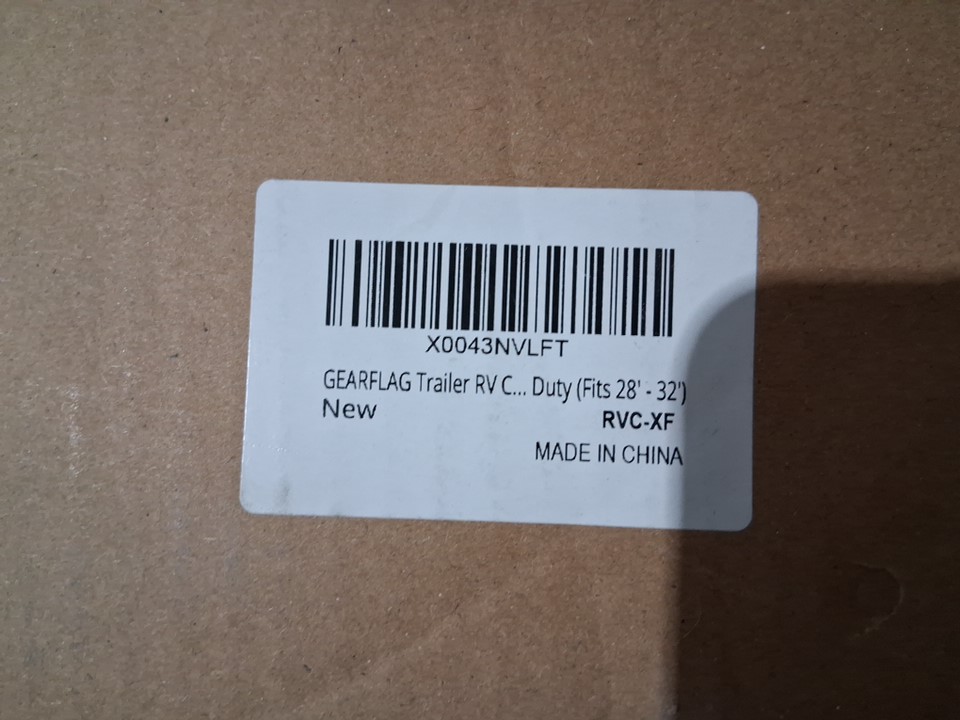 X0043NVLFT
GEARFLAG Trailer RV C... Duty (Fits 28' - 32')
New
RVC-XF
MADE IN CHINA